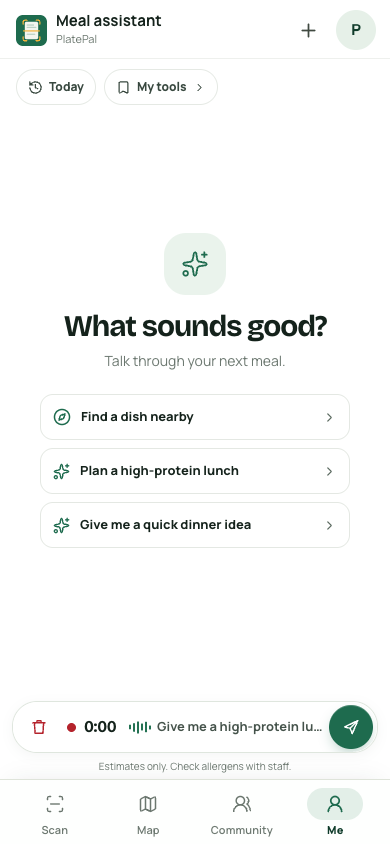 Meal assistant
PlatePal
P
Today
My tools
What sounds good?
Talk through your next meal.
Find a dish nearby
Plan a high-protein lunch
Give me a quick dinner idea
0:00 Give me a high-protein lu...
Estimates only. Check allergens with staff.
Scan Map Community Me